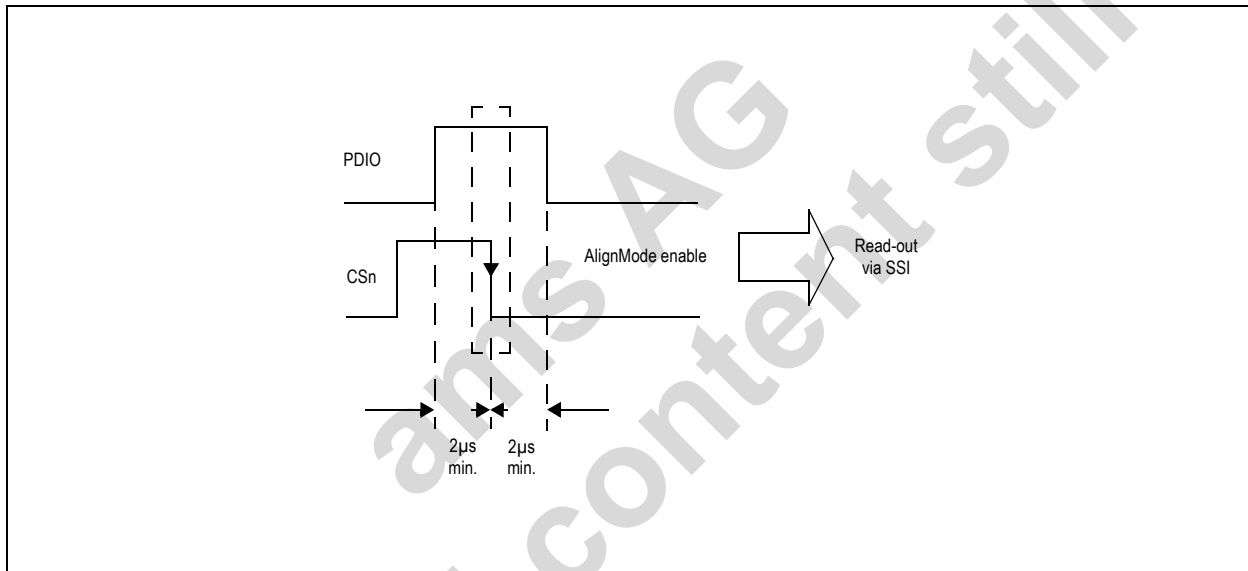 PDIO
CSn
AlignMode enable
Read-out
via SSI
2µs
min.
2µs
min.
ams AG
content still